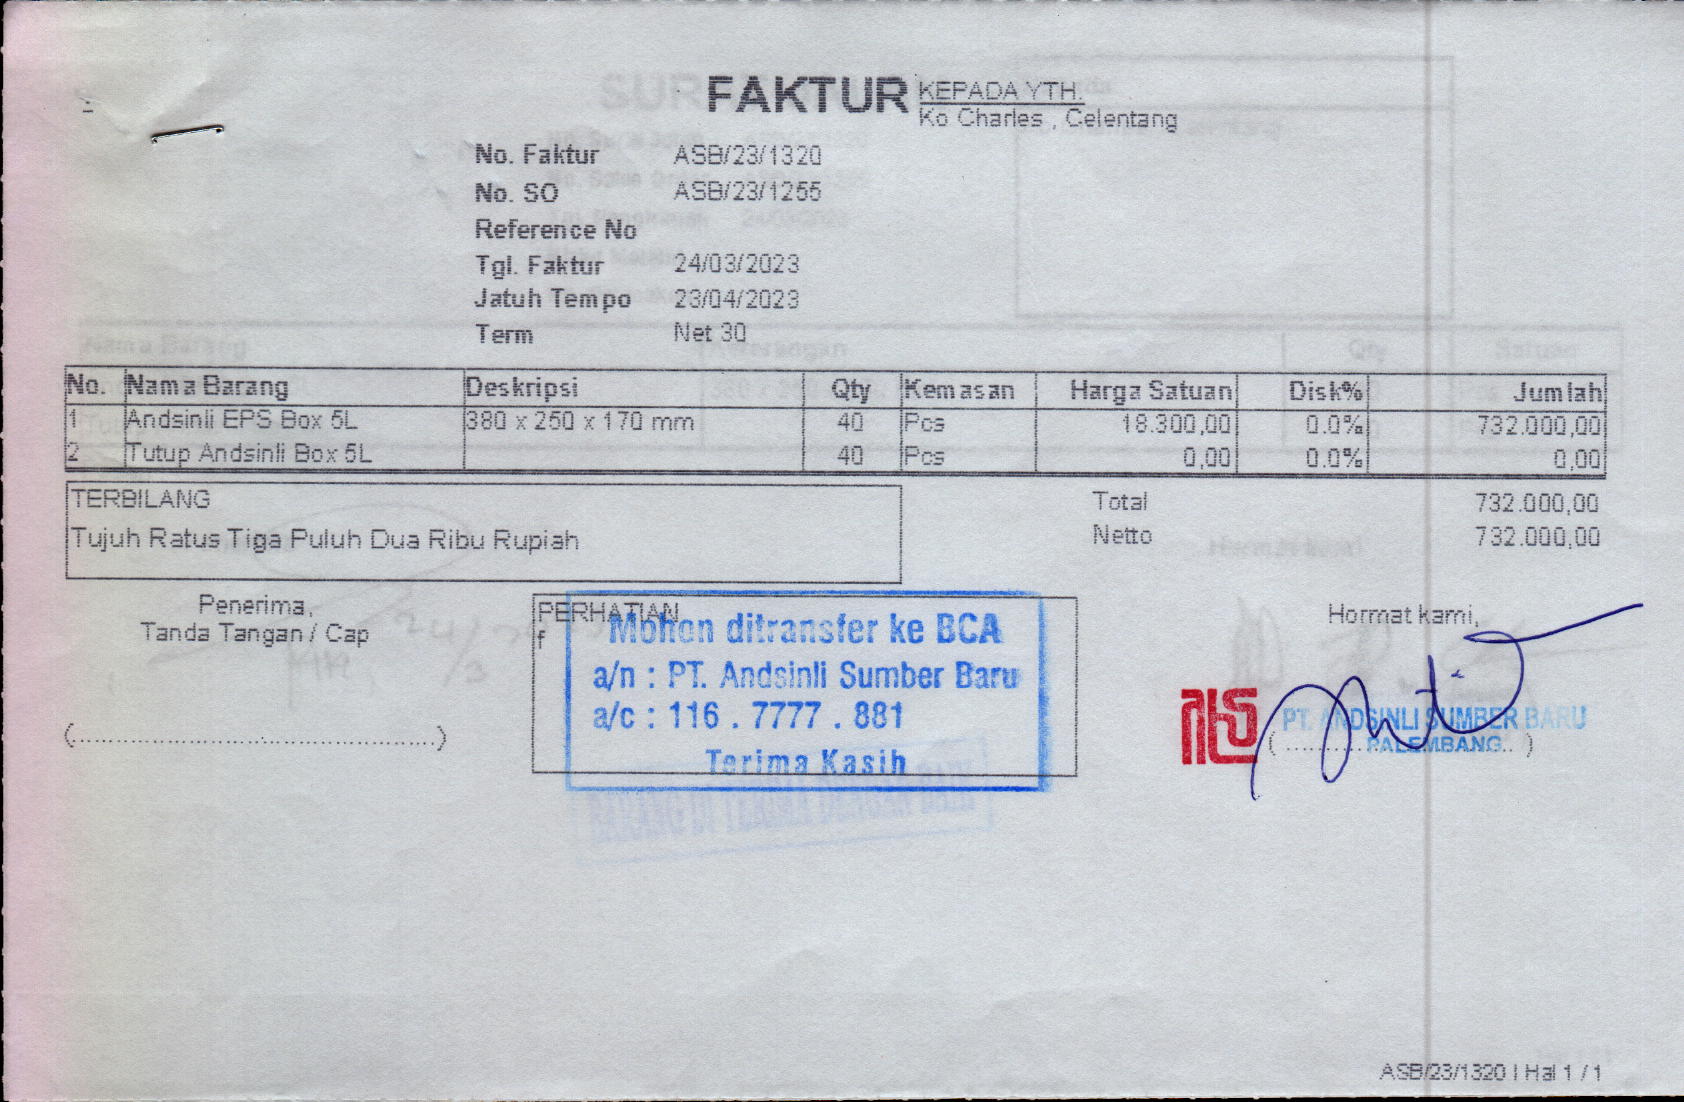 FAKTUR
KEPADA YTH.
Ko Charles , Celentang
No. Faktur ASB/23/1320
No. SO ASB/23/1255
Reference No
Tgl. Faktur 24/03/2023
Jatuh Tempo 23/04/2023
Term Net 30
No. Nama Barang Deskripsi Qty Kemasan Harga Satuan Disk% Jumlah
1 Andsinli EPS Box 5L 380 x 250 x 170 mm 40 Pcs 18.300,00 0.0% 732.000,00
2 Tutup Andsinli Box 5L 40 Pcs 0,00 0.0% 0,00
TERBILANG
Tujuh Ratus Tiga Puluh Dua Ribu Rupiah
Total 732.000,00
Netto 732.000,00
Penerima,
Tanda Tangan / Cap
(..........................................)
PERHATIAN
f
Mohon ditransfer ke BCA
a/n : PT. Andsinli Sumber Baru
a/c : 116 . 7777 . 881
Terima Kasih
Hormat kami,
PT. ANDSINLI SUMBER BARU
PALEMBANG
ASB/23/1320 | Hal 1 / 1